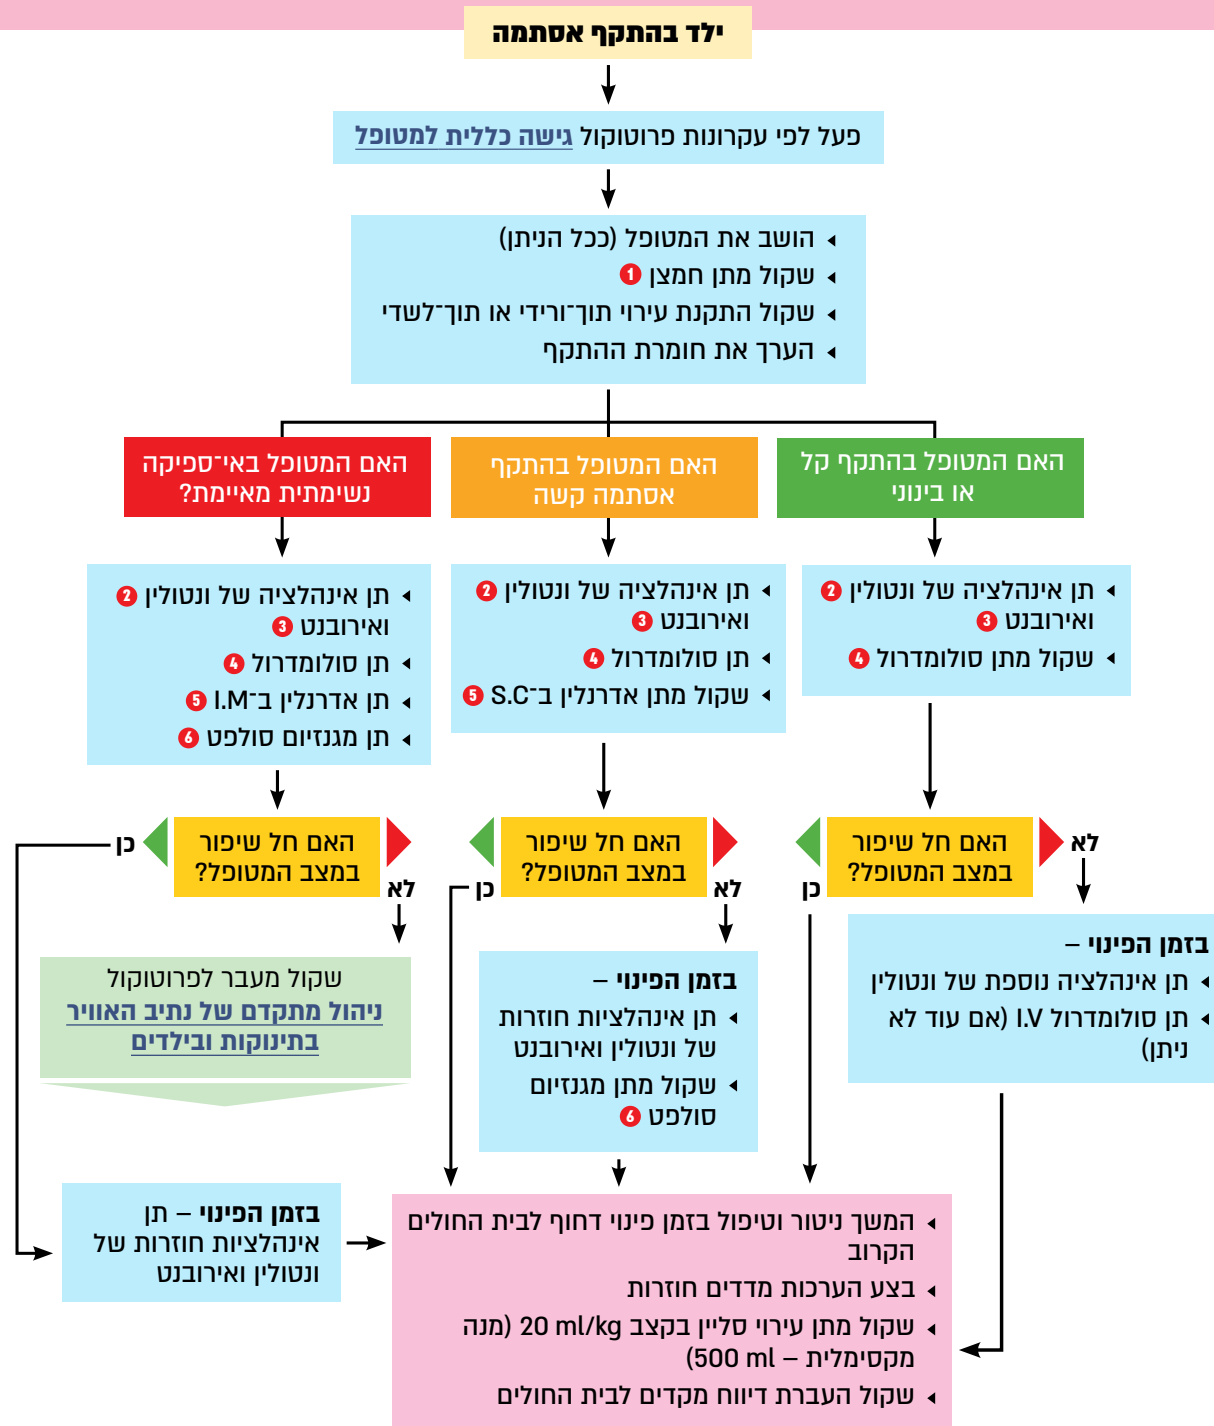 ילד בהתקף אסתמה
פעל לפי עקרונות פרוטוקול גישה כללית למטופל
הושב את המטופל (ככל הניתן)
שקול מתן חמצן 1
שקול התקנת עירוי תוך־ורידי או תוך־לשדי
הערך את חומרת ההתקף
האם המטופל בהתקף קל
או בינוני
האם המטופל בהתקף
אסתמה קשה
האם המטופל באי־ספיקה
נשימתית מאיימת?
תן אינהלציה של ונטולין 2
ואירובנט 3
שקול מתן סולומדרול 4
תן אינהלציה של ונטולין 2
ואירובנט 3
תן סולומדרול 4
שקול מתן אדרנלין ב־S.C 5
תן אינהלציה של ונטולין 2
ואירובנט 3
תן סולומדרול 4
תן אדרנלין ב־I.M 5
תן מגנזיום סולפט 6
האם חל שיפור
במצב המטופל?
לא
כן
האם חל שיפור
במצב המטופל?
לא
כן
האם חל שיפור
במצב המטופל?
לא
כן
בזמן הפינוי –
תן אינהלציה נוספת של ונטולין
תן סולומדרול I.V (אם עוד לא
ניתן)
בזמן הפינוי –
תן אינהלציות חוזרות
של ונטולין ואירובנט
שקול מתן מגנזיום
סולפט 6
שקול מעבר לפרוטוקול
ניהול מתקדם של נתיב האוויר
בתינוקות ובילדים
בזמן הפינוי – תן
אינהלציות חוזרות של
ונטולין ואירובנט
המשך ניטור וטיפול בזמן פינוי דחוף לבית החולים
הקרוב
בצע הערכות מדדים חוזרות
שקול מתן עירוי סליין בקצב 20 ml/kg (מנה
מקסימלית – 500 ml)
שקול העברת דיווח מקדים לבית החולים